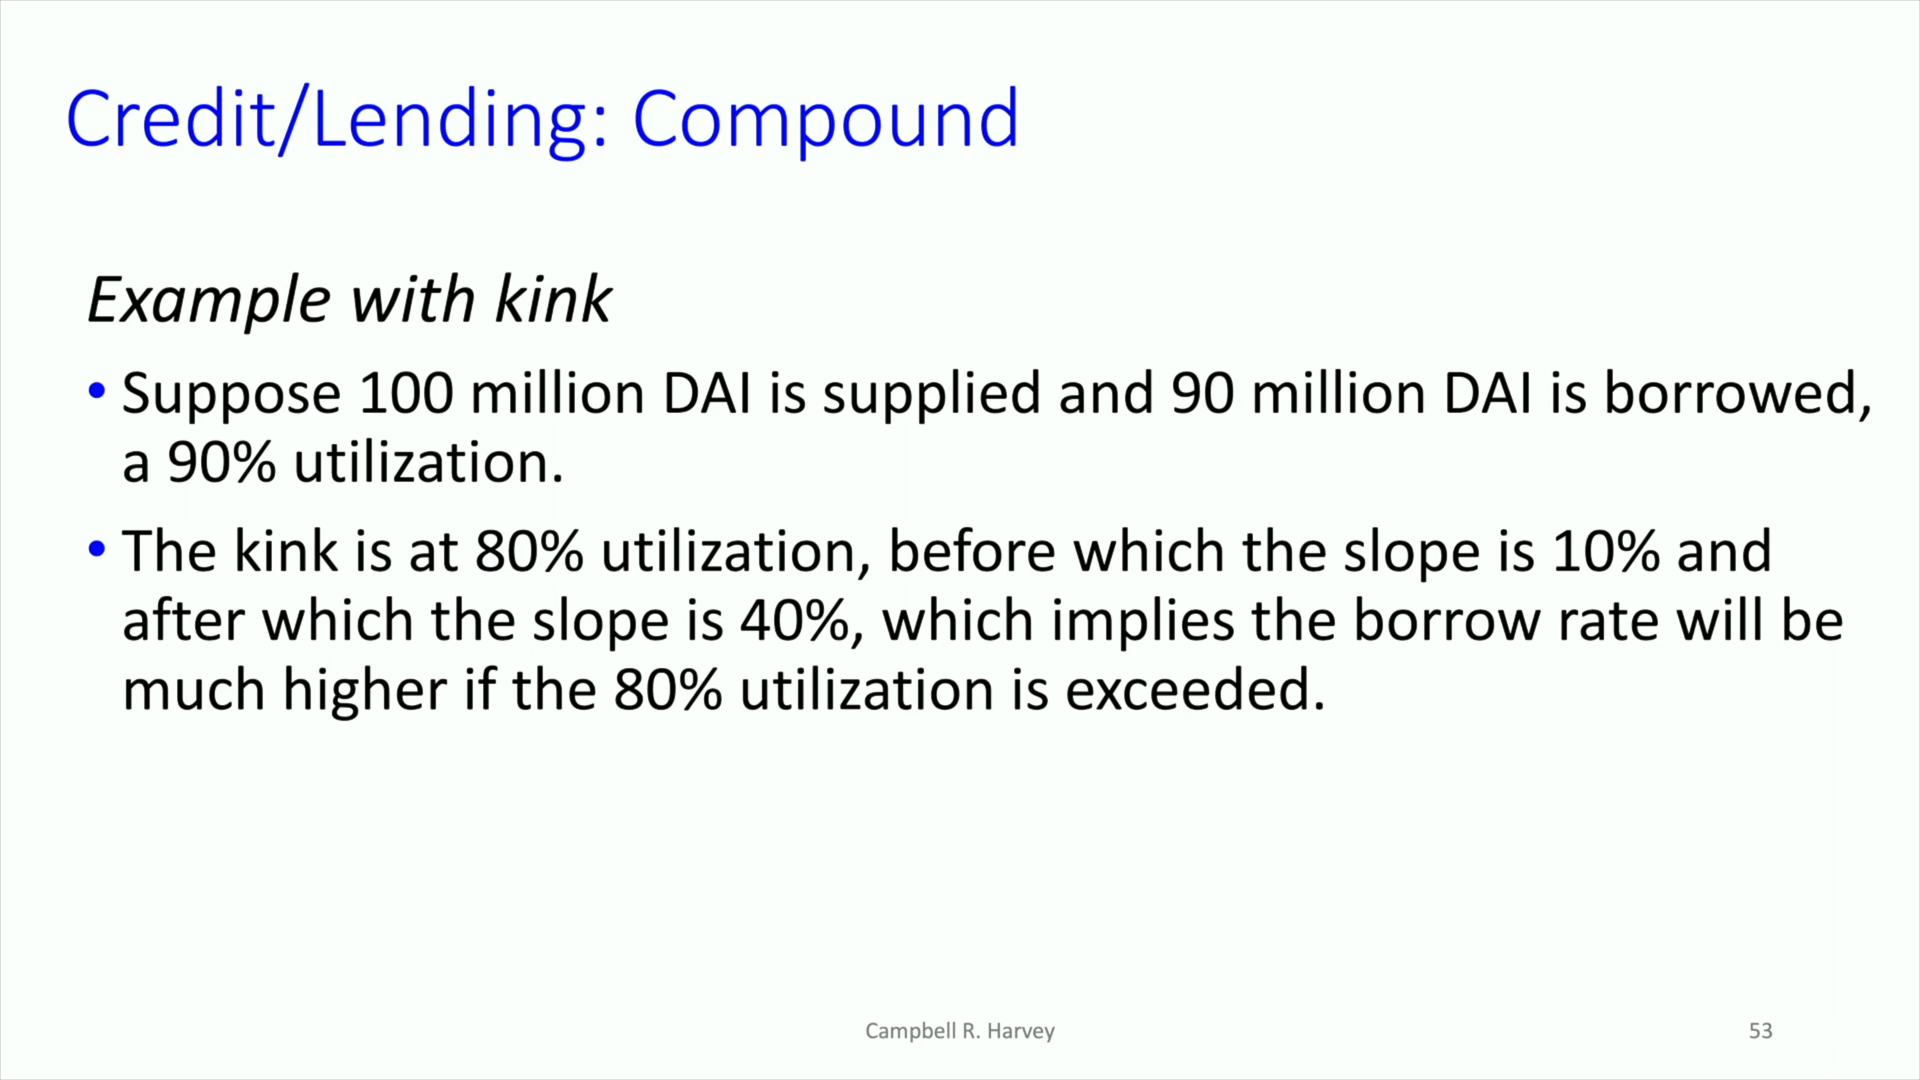 Credit/Lending: Compound
Example with kink
• Suppose 100 million DAI is supplied and 90 million DAI is borrowed,
a 90% utilization.
• The kink is at 80% utilization, before which the slope is 10% and
after which the slope is 40%, which implies the borrow rate will be
much higher if the 80% utilization is exceeded.
Campbell R. Harvey
53